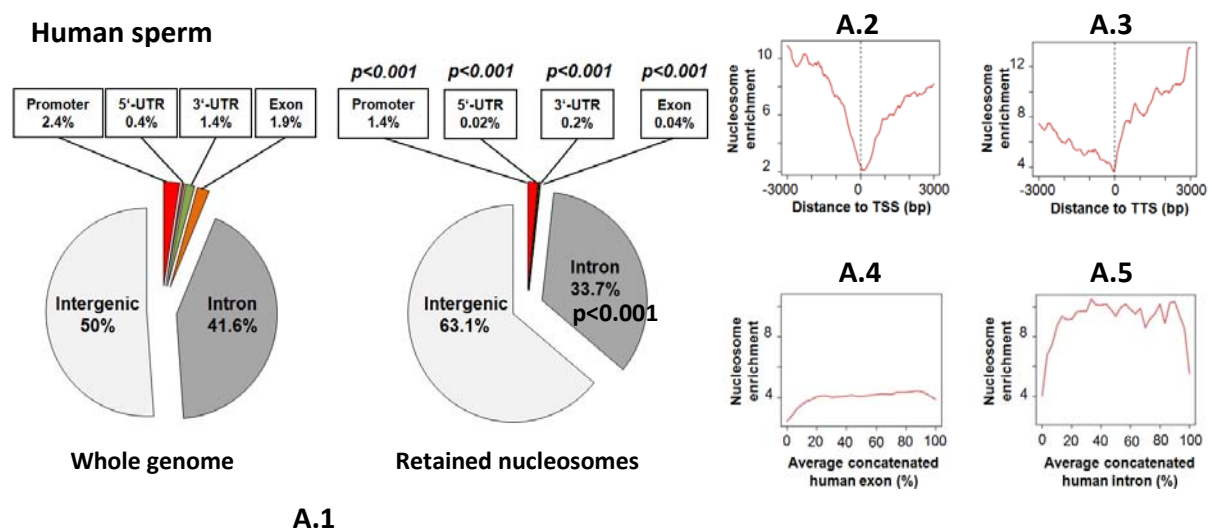 Human sperm
p<0.001 p<0.001 p<0.001 p<0.001
Promoter
2.4%
5'-UTR
0.4%
3'-UTR
1.4%
Exon
1.9%
Promoter
1.4%
5'-UTR
0.02%
3'-UTR
0.2%
Exon
0.04%
Intergenic
50%
Intron
41.6%
Intergenic
63.1%
Intron
33.7%
p<0.001
Whole genome
Retained nucleosomes
A.1
A.2
Nucleosome
enrichment
10
6
2
-3000 0 3000
Distance to TSS (bp)
A.3
Nucleosome
enrichment
12
8
4
-3000 0 3000
Distance to TTS (bp)
A.4
Nucleosome
enrichment
8
4
0 20 40 60 80 100
Average concatenated
human exon (%)
A.5
Nucleosome
enrichment
8
4
0 20 40 60 80 100
Average concatenated
human intron (%)